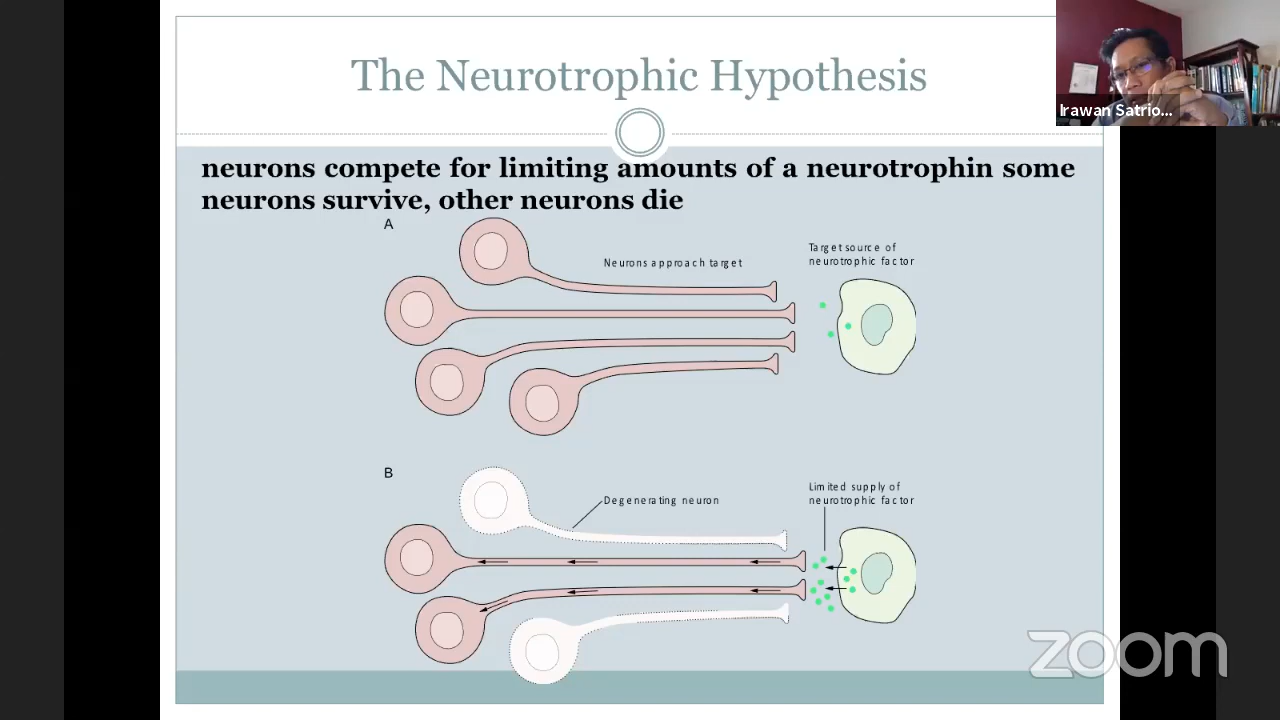 The Neurotrophic Hypothesis
Irawan Satrio...
neurons compete for limiting amounts of a neurotrophin some
neurons survive, other neurons die
A
Neurons approach target
Target source of
neurotrophic factor
B
Degenerating neuron
Limited supply of
neurotrophic factor
zoom